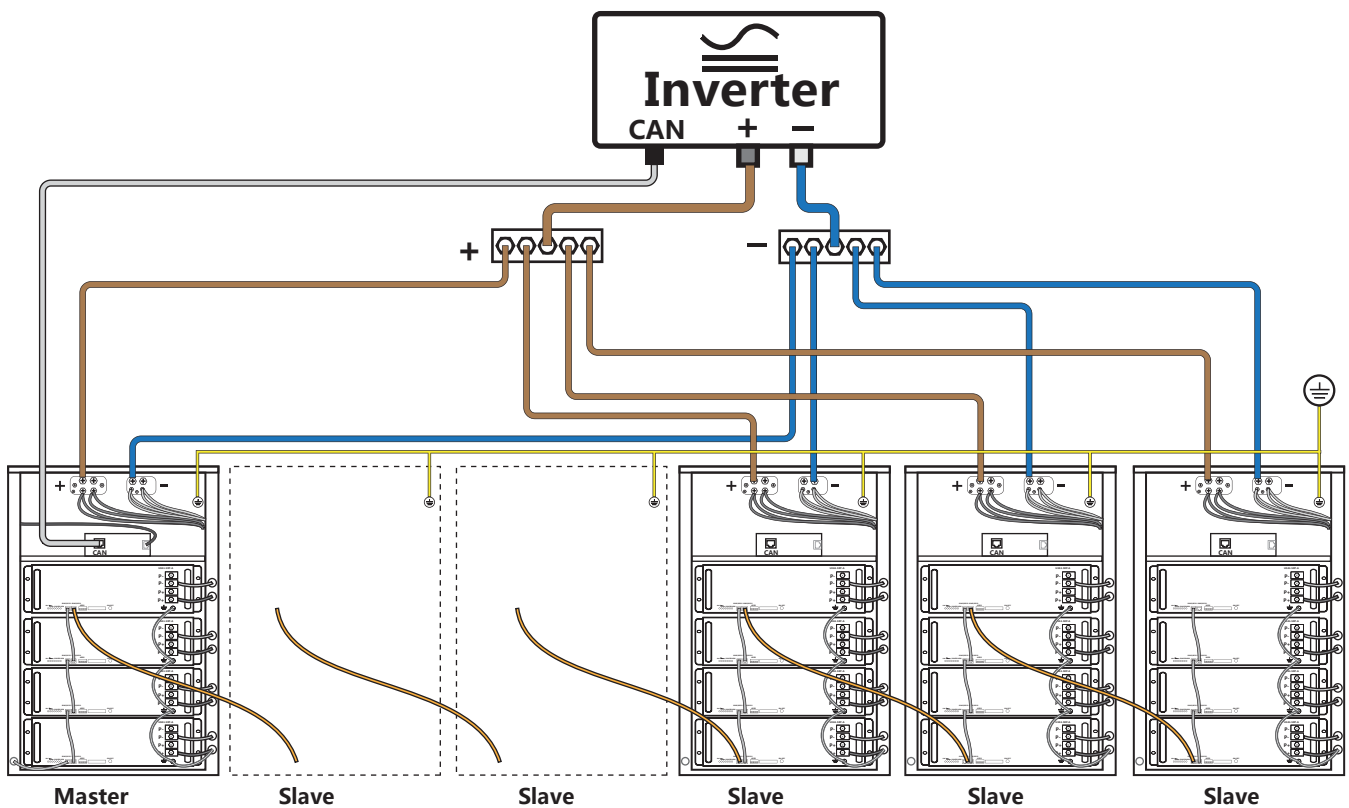 Inverter
CAN + −
+ −
+ − + − + − + −
CAN CAN CAN CAN
P- P- P- P-
P- P- P- P-
P+ P+ P+ P+
P+ P+ P+ P+
P- P- P- P-
P- P- P- P-
P+ P+ P+ P+
P+ P+ P+ P+
P- P- P- P-
P- P- P- P-
P+ P+ P+ P+
P+ P+ P+ P+
P- P- P- P-
P- P- P- P-
P+ P+ P+ P+
P+ P+ P+ P+
Master Slave Slave Slave Slave Slave